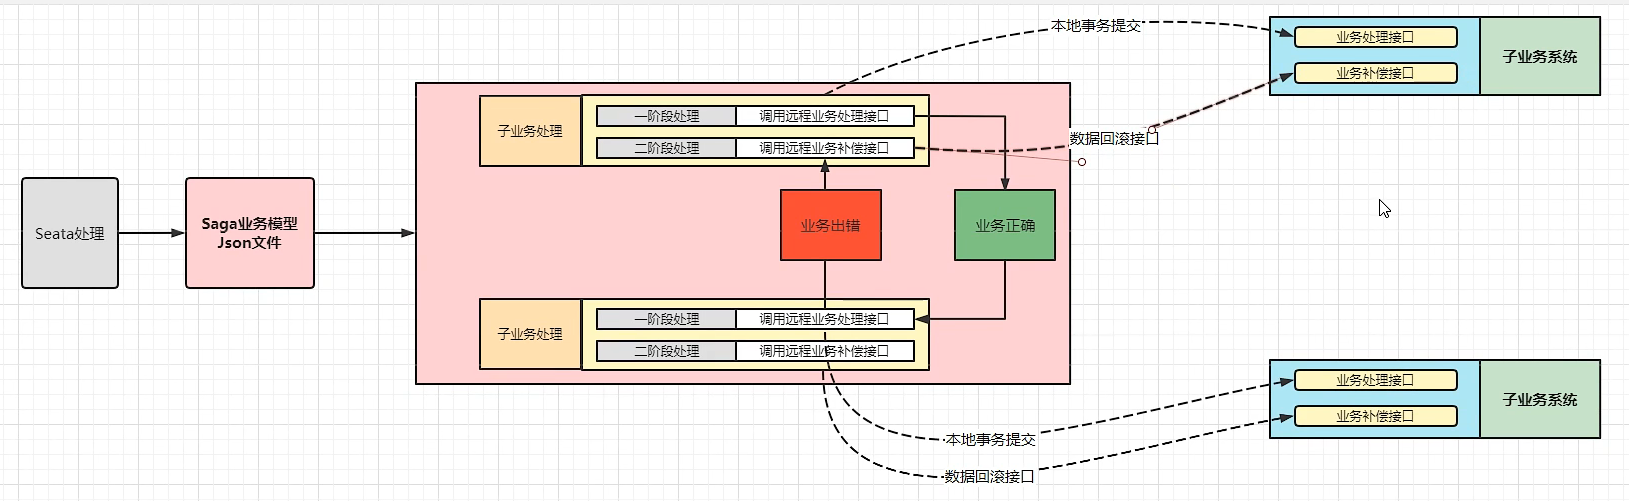 本地事务提交
业务处理接口
业务补偿接口
子业务系统
数据回滚接口
子业务处理
一阶段处理
调用远程业务处理接口
二阶段处理
调用远程业务补偿接口
Seata处理
Saga业务模型
Json文件
业务出错
业务正确
子业务处理
一阶段处理
调用远程业务处理接口
二阶段处理
调用远程业务补偿接口
业务处理接口
业务补偿接口
子业务系统
本地事务提交
数据回滚接口